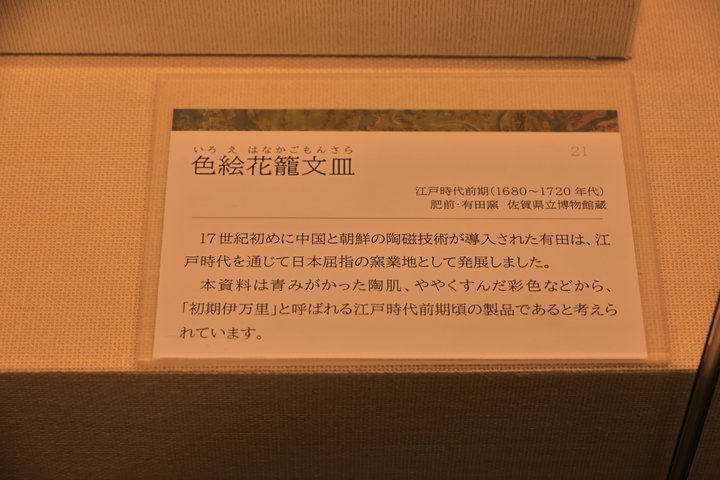 21
いろ え はなかごもんさら
色絵花籠文皿
江戸時代前期(1680~1720 年代)
肥前・有田窯 佐賀県立博物館蔵
17世紀初めに中国と朝鮮の陶磁技術が導入された有田は、江
戸時代を通じて日本屈指の窯業地として発展しました。
本資料は青みがかった陶肌、ややくすんだ彩色などから、
「初期伊万里」と呼ばれる江戸時代前期頃の製品であると考えら
れています。